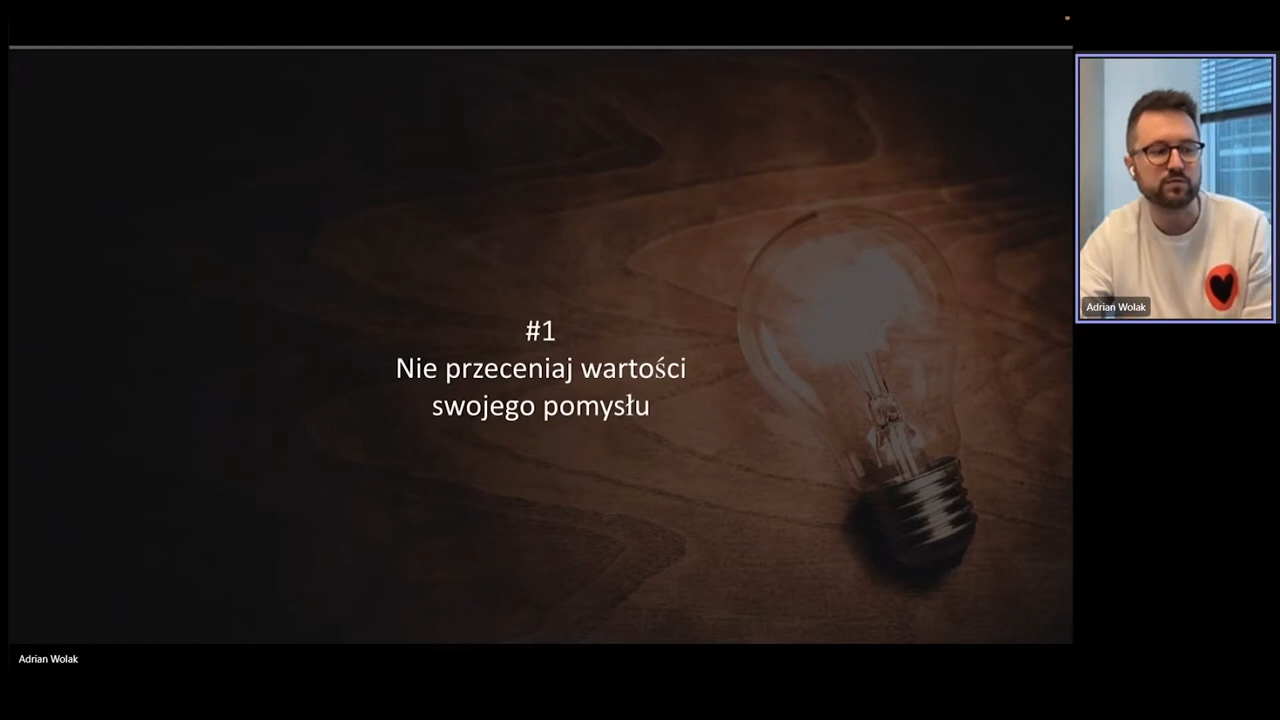 #1
Nie przeceniaj wartości
swojego pomysłu
Adrian Wolak
Adrian Wolak